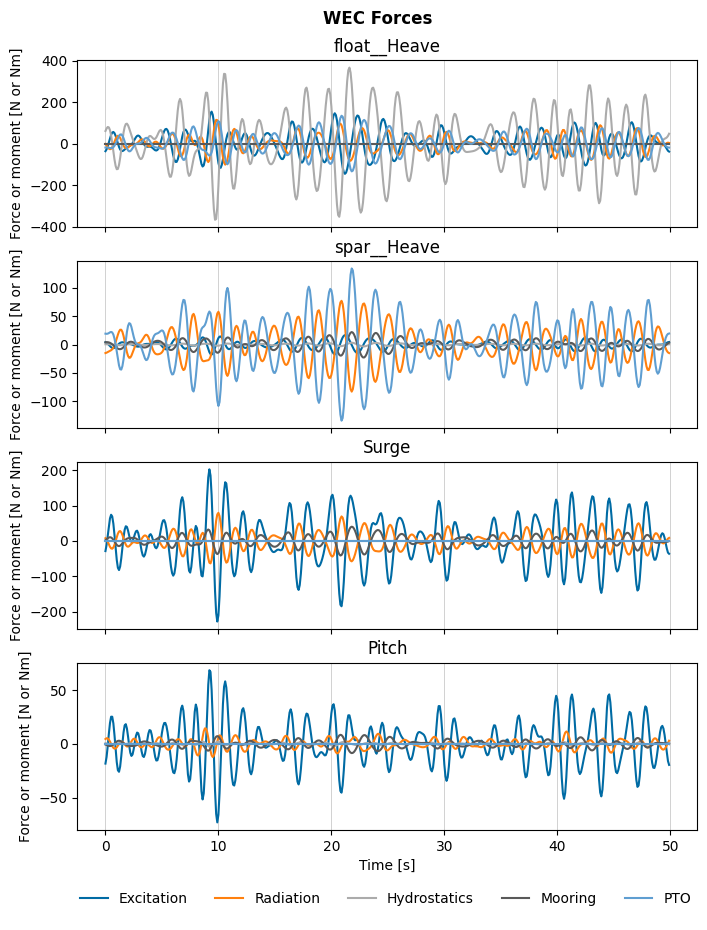 WEC Forces
float__Heave
Force or moment [N or Nm]
400
200
0
−200
−400
spar__Heave
Force or moment [N or Nm]
100
50
0
−50
−100
Surge
Force or moment [N or Nm]
200
100
0
−100
−200
Pitch
Force or moment [N or Nm]
50
0
−50
0 10 20 30 40 50
Time [s]
Excitation Radiation Hydrostatics Mooring PTO